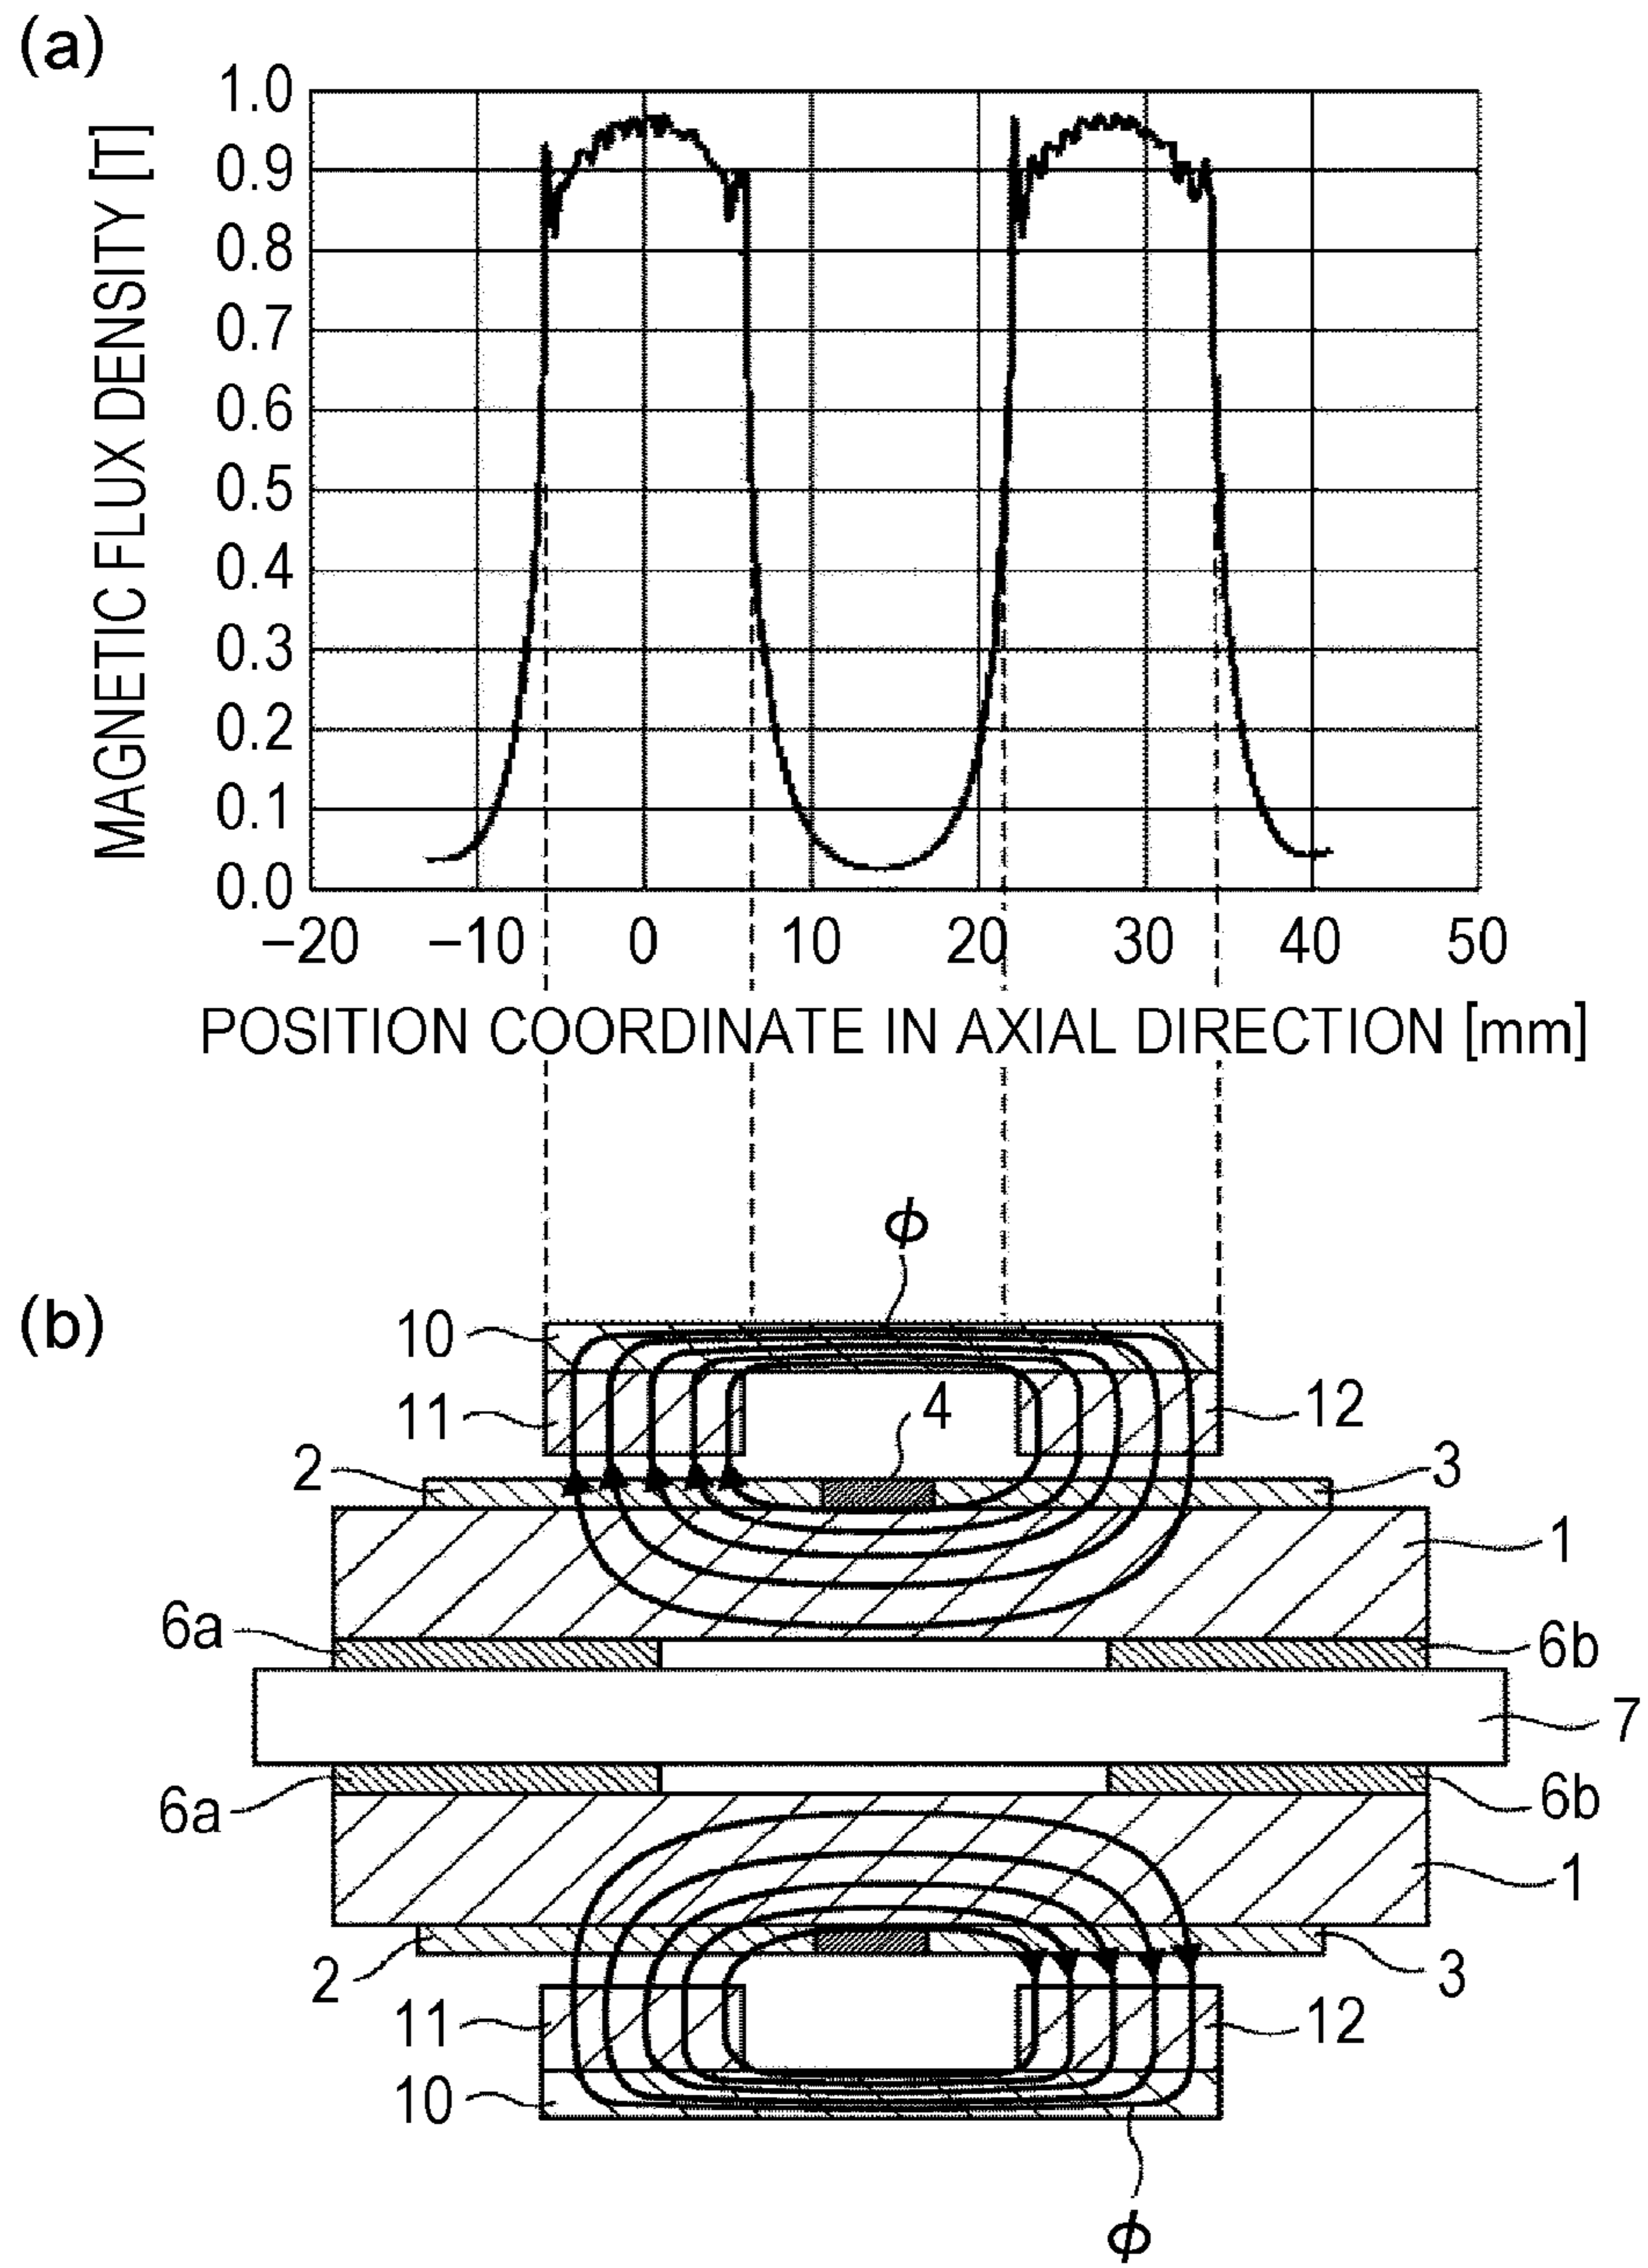 (a)
MAGNETIC FLUX DENSITY [T]
1.0
0.9
0.8
0.7
0.6
0.5
0.4
0.3
0.2
0.1
0.0
–20 –10 0 10 20 30 40 50
POSITION COORDINATE IN AXIAL DIRECTION [mm]
(b)
ϕ
10
11 4 12
2 3
1
6a 6b
7
6a 6b
1
2 3
11 12
10
ϕ